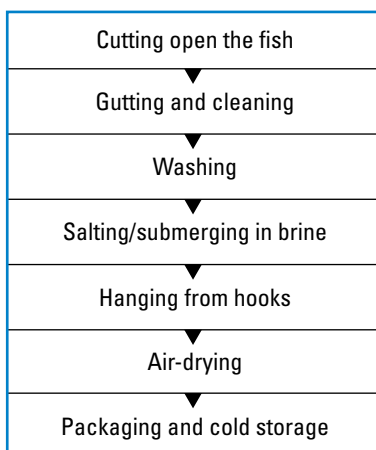 Cutting open the fish
Gutting and cleaning
Washing
Salting/submerging in brine
Hanging from hooks
Air-drying
Packaging and cold storage